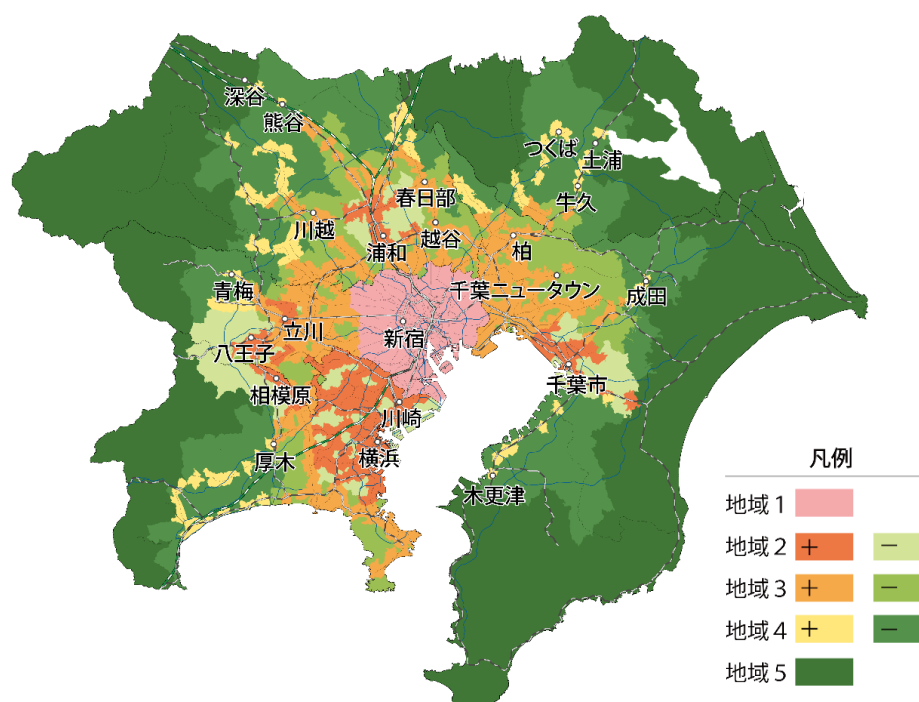 深谷
熊谷
つくば
土浦
春日部
牛久
川越
浦和
越谷
柏
青梅
千葉ニュータウン
成田
立川
新宿
八王子
千葉市
相模原
川崎
厚木
横浜
木更津
凡例
地域1
地域2 + −
地域3 + −
地域4 + −
地域5